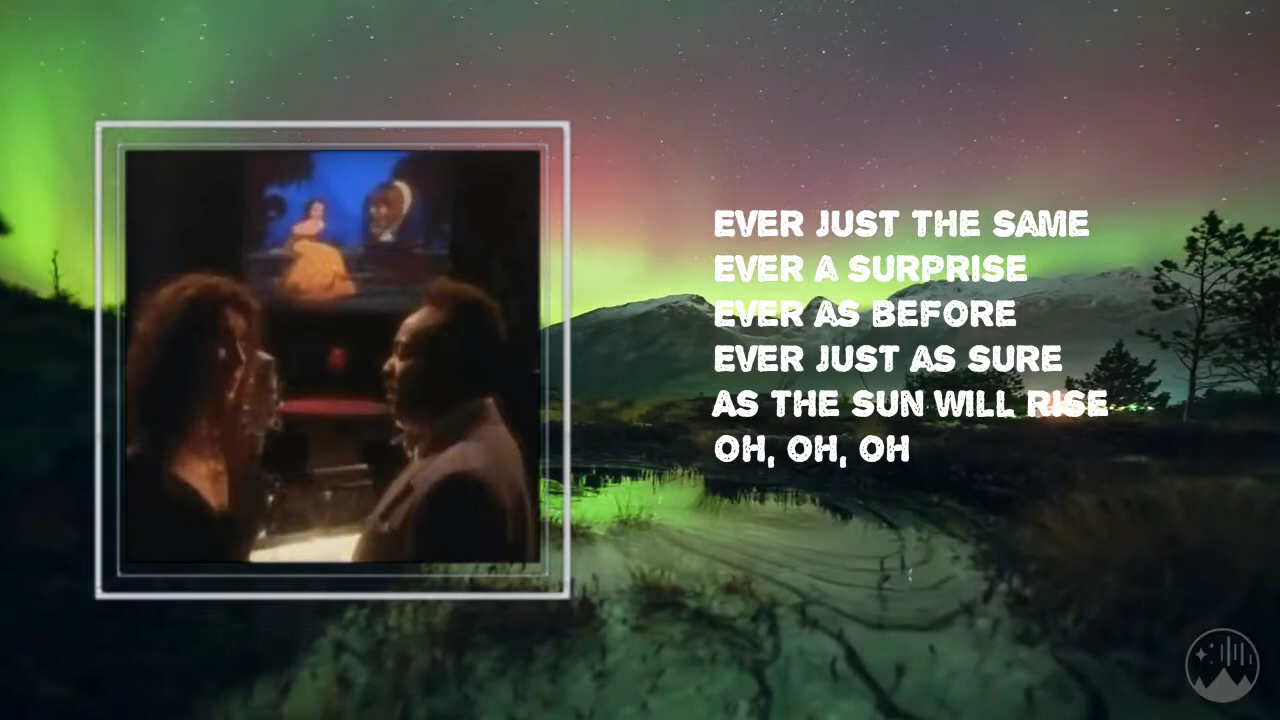 EVER JUST THE SAME
EVER A SURPRISE
EVER AS BEFORE
EVER JUST AS SURE
AS THE SUN WILL RISE
OH, OH, OH